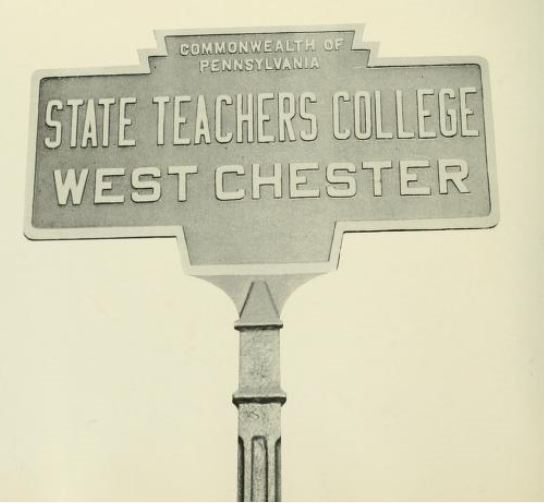 COMMONWEALTH OF
PENNSYLVANIA
STATE TEACHERS COLLEGE
WEST CHESTER